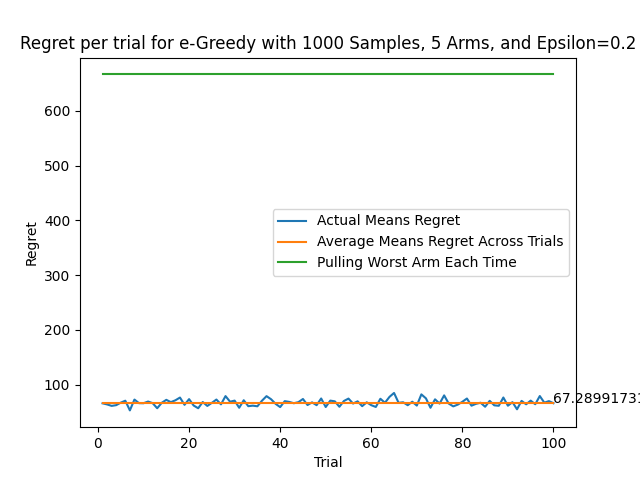 Regret per trial for e-Greedy with 1000 Samples, 5 Arms, and Epsilon=0.2
600
500
400
300
200
100
Regret
Actual Means Regret
Average Means Regret Across Trials
Pulling Worst Arm Each Time
67.28991731
0
20
40
60
80
100
Trial